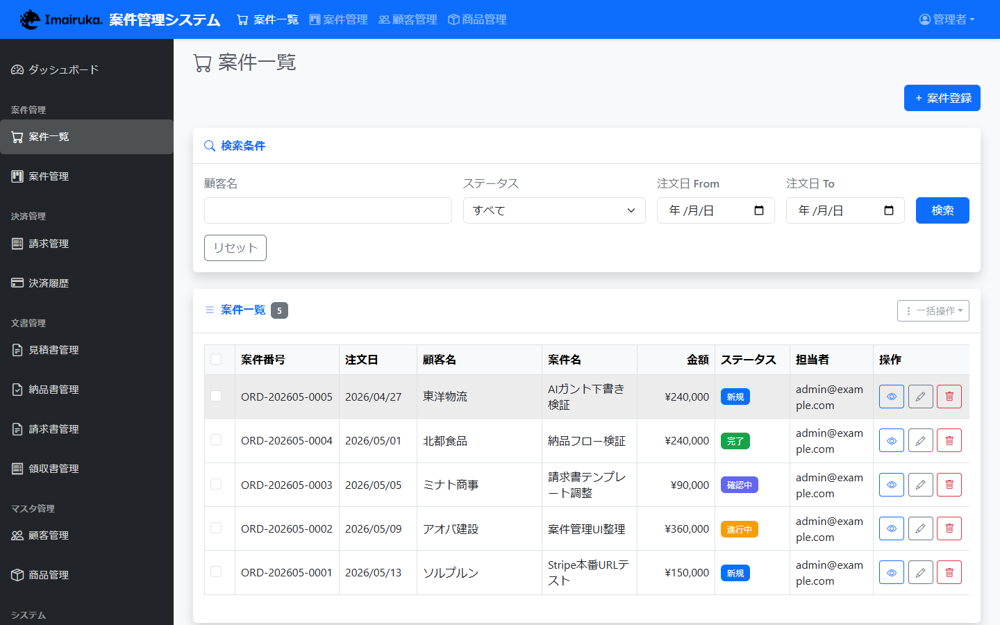 Imairuka. 案件管理システム 案件一覧 案件管理 顧客管理 商品管理 管理者
ダッシュボード
案件管理
案件一覧
案件管理
決済管理
請求管理
決済履歴
文書管理
見積書管理
納品書管理
請求書管理
領収書管理
マスタ管理
顧客管理
商品管理
システム
案件一覧
+ 案件登録
検索条件
顧客名 ステータス 注文日 From 注文日 To
すべて 年 /月/日 年 /月/日 検索
リセット
案件一覧 5 一括操作
案件番号 注文日 顧客名 案件名 金額 ステータス 担当者 操作
ORD-202605-0005 2026/04/27 東洋物流 AIガント下書き
検証 ¥240,000 新規 admin@exam
ple.com
ORD-202605-0004 2026/05/01 北都食品 納品フロー検証 ¥240,000 完了 admin@exam
ple.com
ORD-202605-0003 2026/05/05 ミナト商事 請求書テンプレ
ート調整 ¥90,000 確認中 admin@exam
ple.com
ORD-202605-0002 2026/05/09 アオバ建設 案件管理UI整理 ¥360,000 進行中 admin@exam
ple.com
ORD-202605-0001 2026/05/13 ソルプルン Stripe本番URLテ
スト ¥150,000 新規 admin@exam
ple.com